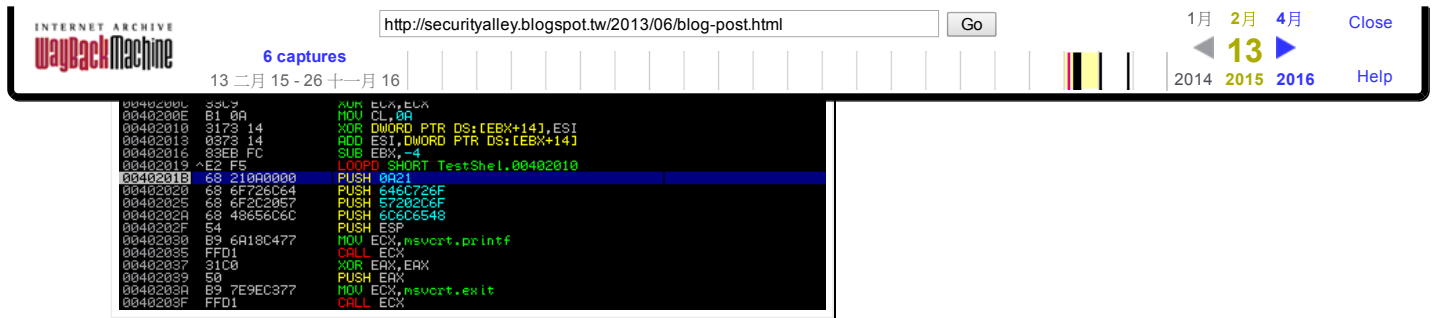 INTERNET ARCHIVE
WayBackMachine
http://securityalley.blogspot.tw/2013/06/blog-post.html
Go
6 captures
13 二月 15 - 26 十一月 16
1月 2月 4月
13
2014 2015 2016
Close
Help
0040200C 33C9 XOR ECX,ECX
0040200E B1 0A MOV CL,0A
00402010 3173 14 XOR DWORD PTR DS:[EBX+14],ESI
00402013 0373 14 ADD ESI,DWORD PTR DS:[EBX+14]
00402016 83EB FC SUB EBX,-4
00402019 ^E2 F5 LOOPD SHORT TestShel.00402010
0040201B 68 210A0000 PUSH 0A21
00402020 68 6F726C64 PUSH 646C726F
00402025 68 6F2C2057 PUSH 57202C6F
0040202A 68 48656C6C PUSH 6C6C6548
0040202F 54 PUSH ESP
00402030 B9 6A18C477 MOV ECX,msvcrt.printf
00402035 FFD1 CALL ECX
00402037 31C0 XOR EAX,EAX
00402039 50 PUSH EAX
0040203A B9 7E9EC377 MOV ECX,msvcrt.exit
0040203F FFD1 CALL ECX